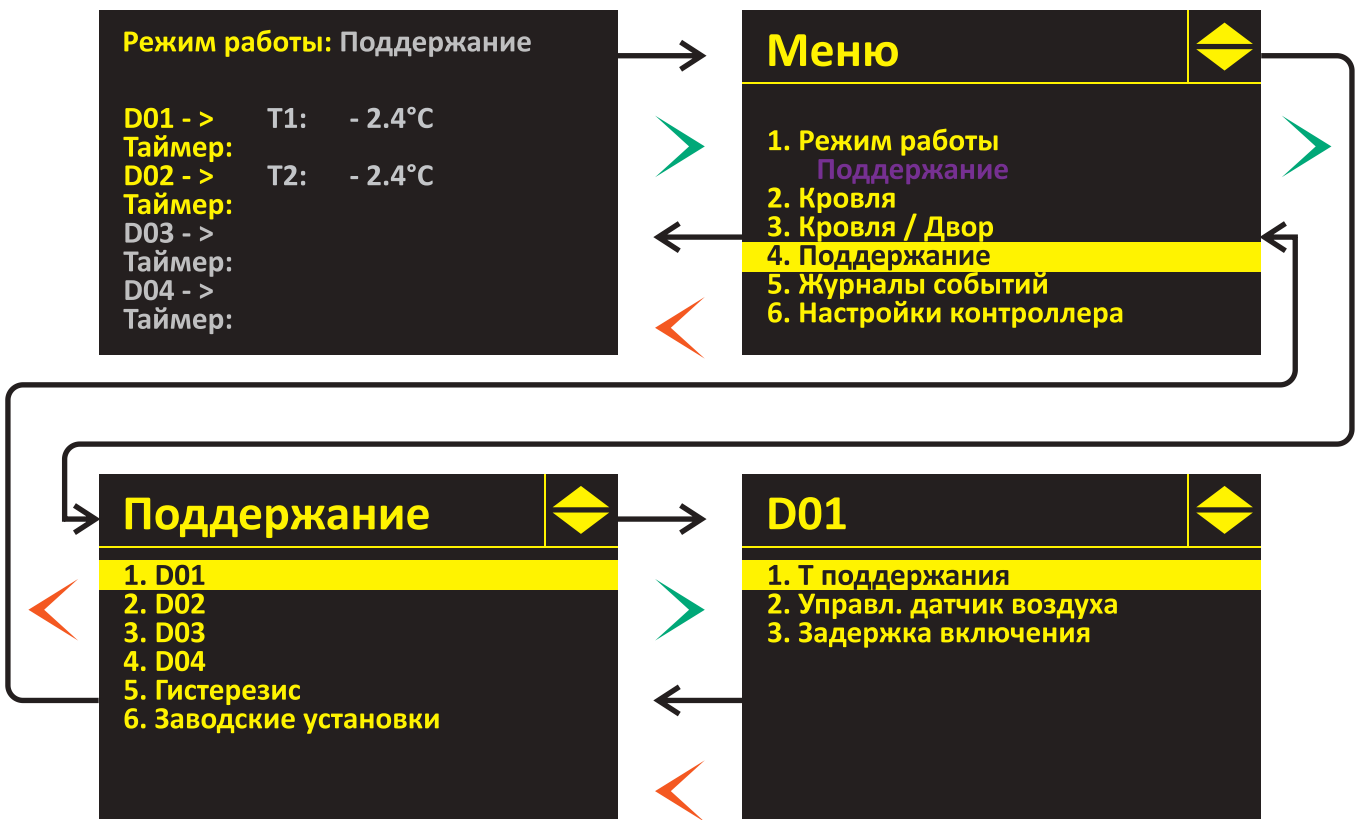 Режим работы: Поддержание
D01 - > T1: - 2.4°C
Таймер:
D02 - > T2: - 2.4°C
Таймер:
D03 - >
Таймер:
D04 - >
Таймер:
Меню
1. Режим работы
Поддержание
2. Кровля
3. Кровля / Двор
4. Поддержание
5. Журналы событий
6. Настройки контроллера
Поддержание
1. D01
2. D02
3. D03
4. D04
5. Гистерезис
6. Заводские установки
D01
1. Т поддержания
2. Управл. датчик воздуха
3. Задержка включения